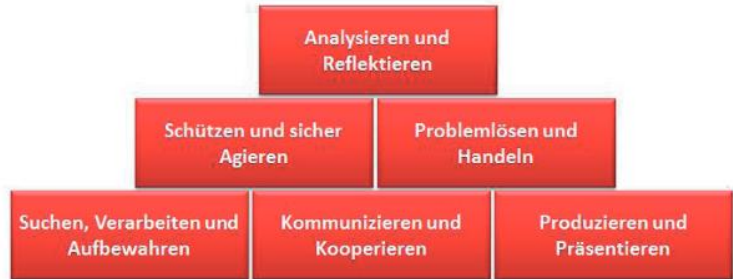 Analysieren und
Reflektieren
Schützen und sicher
Agieren
Problemlösen und
Handeln
Suchen, Verarbeiten und
Aufbewahren
Kommunizieren und
Kooperieren
Produzieren und
Präsentieren